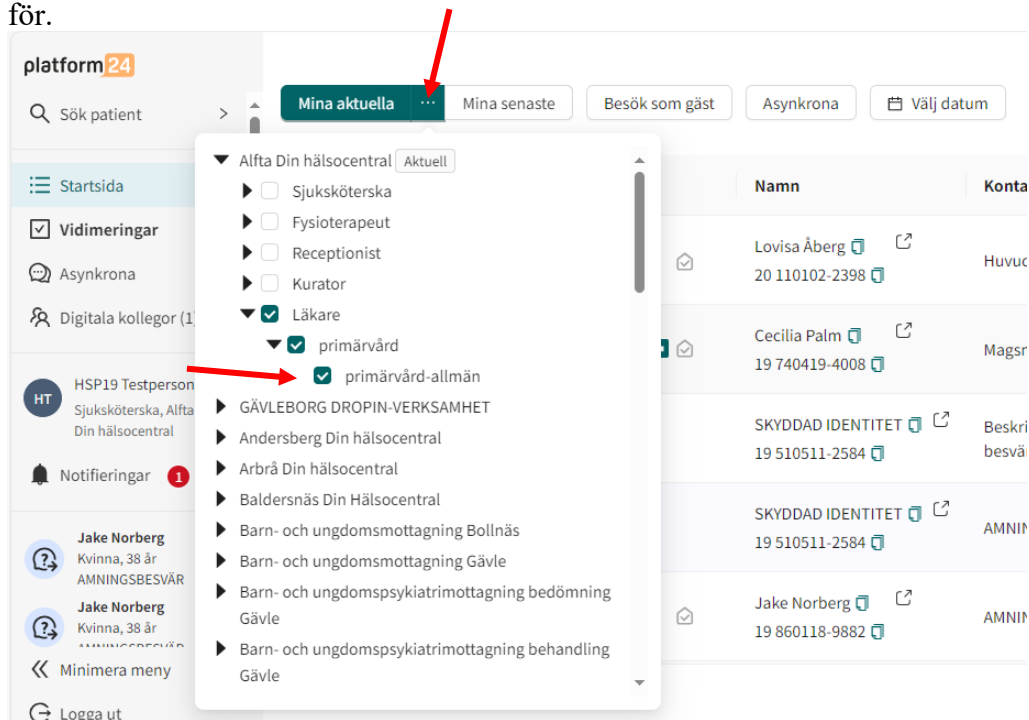 för.
platform24
Sök patient
Startsida
Vidimeringar
Asynkrona
Digitala kollegor (1
HT
HSP19 Testperson
Sjuksköterska, Alfta
Din hälsocentral
Notifieringar 1
Jake Norberg
Kvinna, 38 år
AMNINGSBESVÄR
Jake Norberg
Kvinna, 38 år
Minimera meny
Logga ut
Mina aktuella ... Mina senaste Besök som gäst Asynkrona Välj datum
Alfta Din hälsocentral Aktuell
Sjuksköterska
Fysioterapeut
Receptionist
Kurator
Läkare
primärvård
primärvård-allmän
GÄVLEBORG DROPIN-VERKSAMHET
Andersberg Din hälsocentral
Arbrå Din hälsocentral
Baldersnäs Din Hälsocentral
Barn- och ungdomsmottagning Bollnäs
Barn- och ungdomsmottagning Gävle
Barn- och ungdomspsykiatrimottagning bedömning
Gävle
Barn- och ungdomspsykiatrimottagning behandling
Gävle
Namn Konta
Lovisa Åberg
20 110102-2398
Huvud
Cecilia Palm
19 740419-4008
Magsm
SKYDDAD IDENTITET
19 510511-2584
Beskri
besvär
SKYDDAD IDENTITET
19 510511-2584
AMNIN
Jake Norberg
19 860118-9882
AMNIN